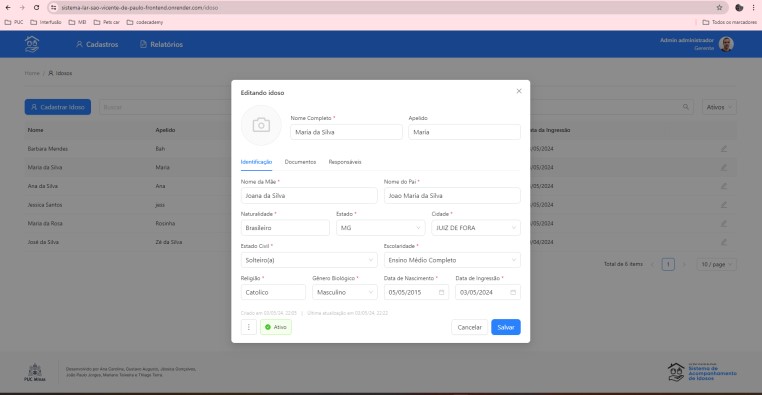 sistema-lar-sao-vicente-de-paulo-frontend.onrender.com/idoso
PUC Interfusão MB Pets car codecademy Todos os marcadores
Cadastros Relatórios Admin administrador
Gerente
Home / Idosos
Cadastrar Idoso Buscar Ativos
Nome Apelido Data de Ingressão
Barbara Mendes Bah /05/2024
Maria da Silva Maria /05/2024
Ana da Silva Ana /05/2024
Jessica Santos Jess /05/2024
Maria da Rosa Rosinha /05/2024
José da Silva Zé da Silva /04/2024
Total de 6 items 1 10 / page
Editando idoso
Nome Completo * Apelido
Maria da Silva Maria
Identificação Documentos Responsáveis
Nome da Mãe * Nome do Pai *
Joana da Silva Joao Maria da Silva
Naturalidade * Estado * Cidade *
Brasileiro MG JUIZ DE FORA
Estado Civil * Escolaridade *
Solteiro(a) Ensino Médio Completo
Religião * Gênero Biológico * Data de Nascimento * Data de Ingressão *
Catolico Masculino 05/05/2015 03/05/2024
Criado em 03/05/24 22:05 | Última atualização em 03/05/24 22:22
Ativo Cancelar Salvar
PUC Minas
Desenvolvido por Ana Carolina, Gustavo Augusto, Jéssica Gonçalves,
João Paulo Jorges, Mariana Teixeira e Thiago Terra.
Sistema de
Acompanhamento
de Idosos